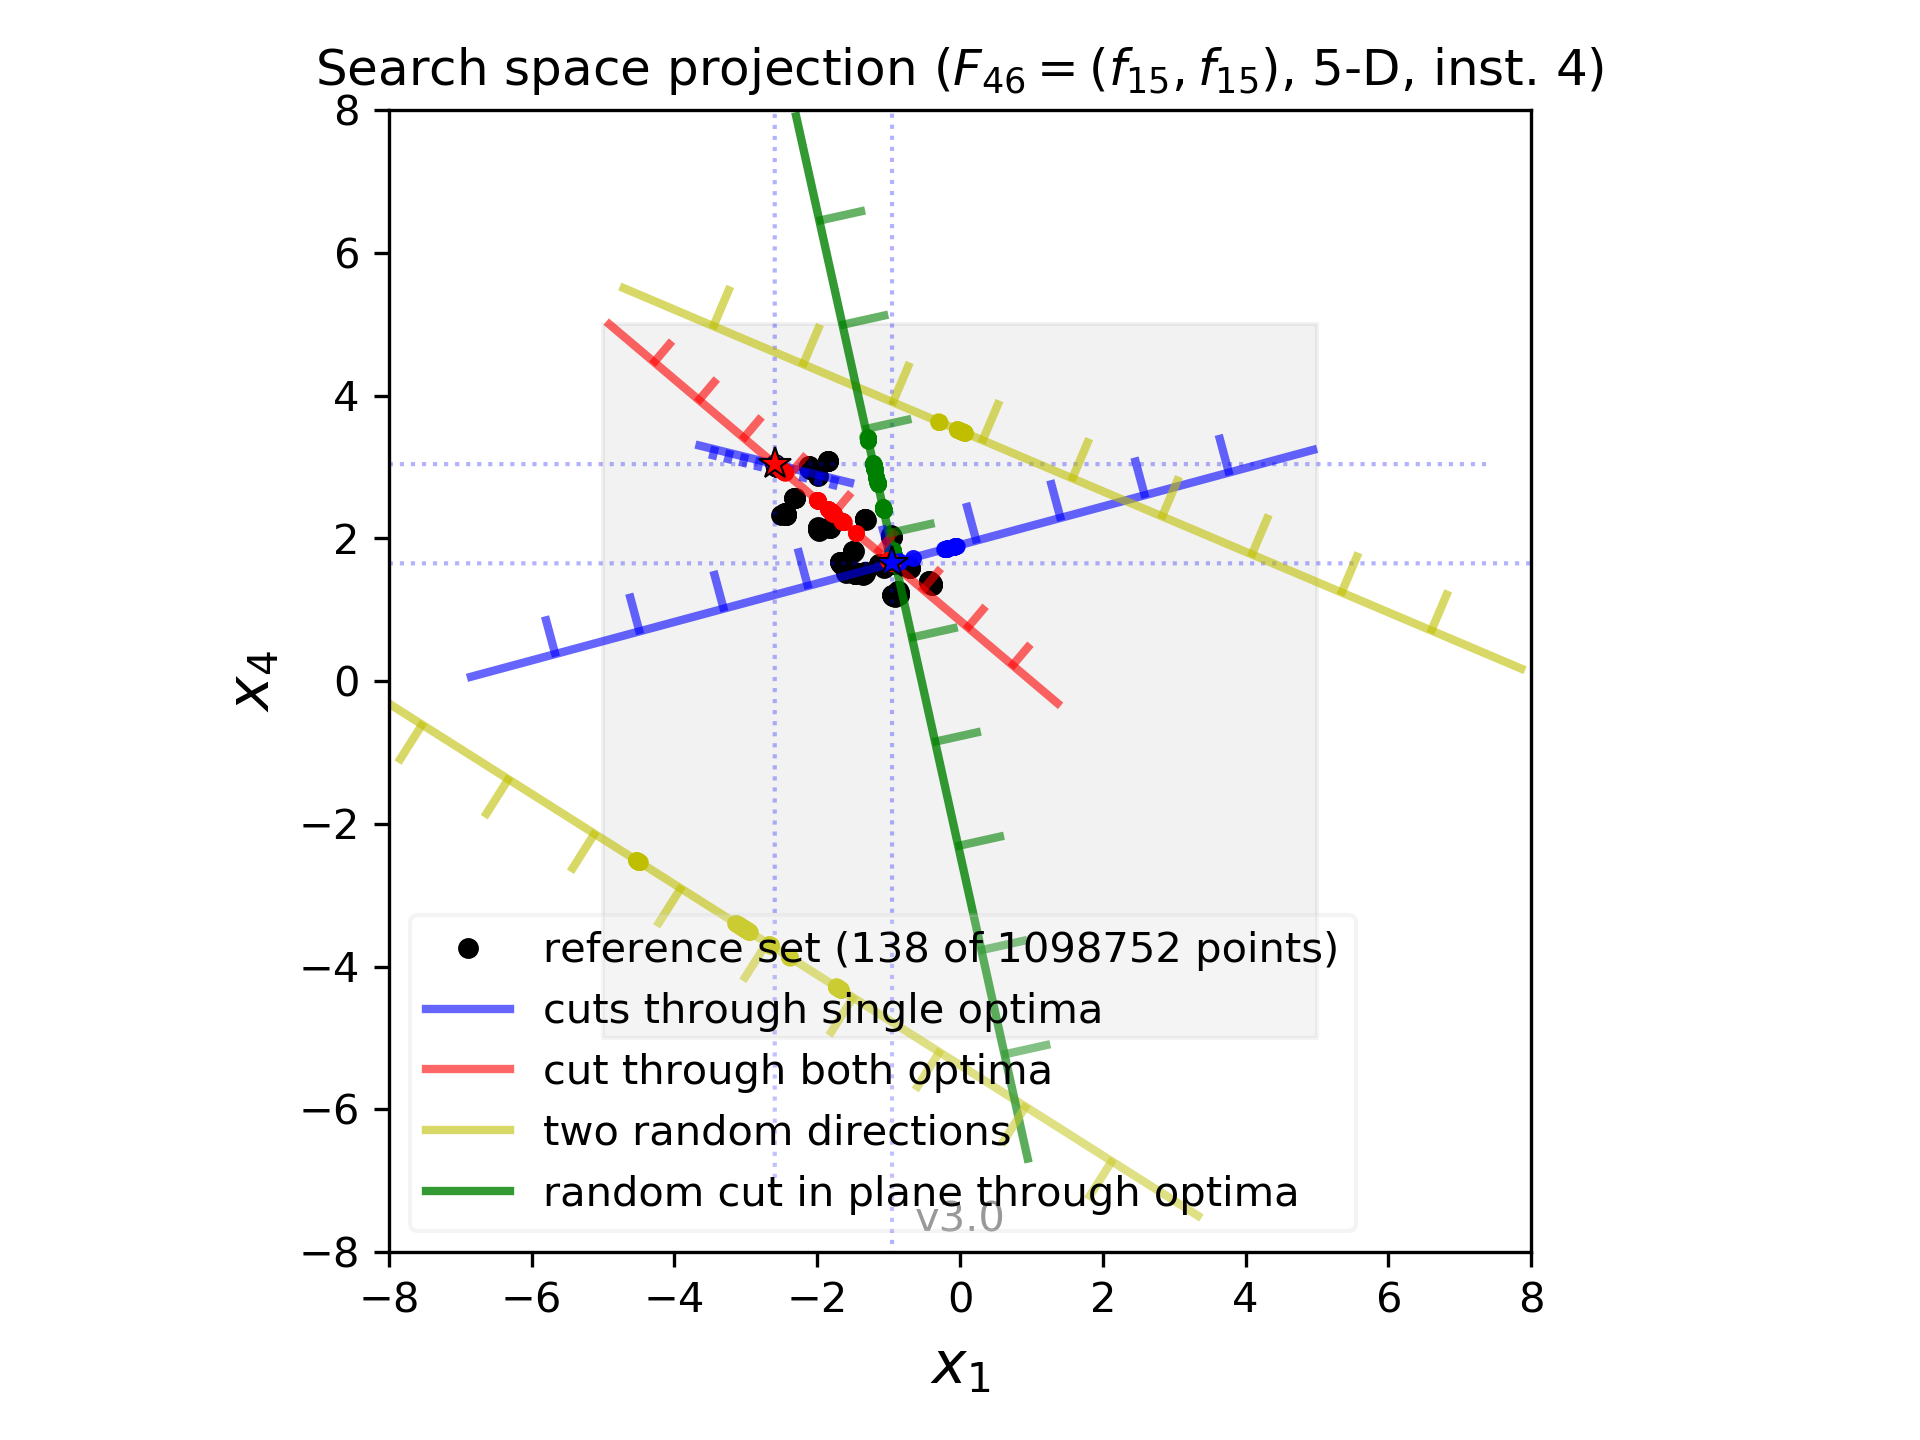 Search space projection (F46 = (f15, f15), 5-D, inst. 4)
8
6
4
2
0
−2
−4
−6
−8
x4
reference set (138 of 1098752 points)
cuts through single optima
cut through both optima
two random directions
random cut in plane through optima
v3.0
−8 −6 −4 −2 0 2 4 6 8
x1